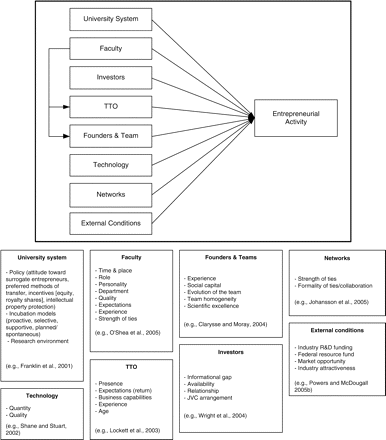 University System
Faculty
Investors
TTO
Founders & Team
Technology
Networks
External Conditions
Entrepreneurial
Activity
University system
- Policy (attitude toward
surrogate entrepreneurs,
preferred methods of
transfer, incentives [equity,
royalty shares], intellectual
property protection)
- Incubation models
(proactive, selective,
supportive, planned/
spontaneous)
- Research environment
(e.g., Franklin et al., 2001)
Technology
- Quantity
- Quality
(e.g., Shane and Stuart,
2002)
Faculty
- Time & place
- Role
- Personality
- Department
- Quality
- Expectations
- Experience
- Strength of ties
(e.g., O'Shea et al., 2005)
TTO
- Presence
- Expectations (return)
- Business capabilities
- Experience
- Age
(e.g., Lockett et al., 2003)
Founders & Teams
- Experience
- Social capital
- Evolution of the team
- Team homogeneity
- Scientific excellence
(e.g., Clarysse and Moray, 2004)
Investors
- Informational gap
- Availability
- Relationship
- JVC arrangement
(e.g., Wright et al., 2004)
Networks
- Strength of ties
- Formality of ties/collaboration
(e.g., Johansson et al., 2005)
External conditions
- Industry R&D funding
- Federal resource fund
- Market opportunity
- Industry attractiveness
(e.g., Powers and McDougall
2005b)